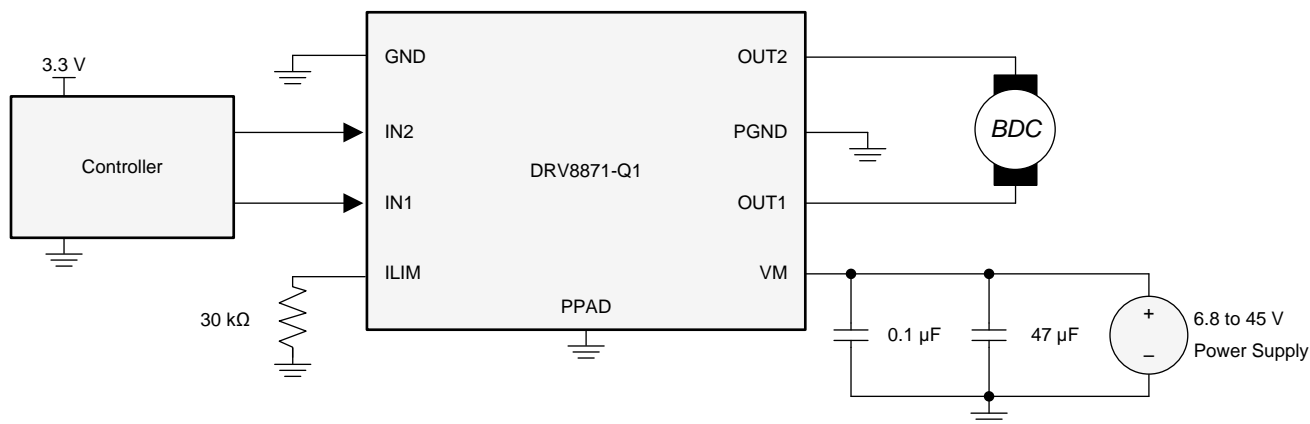 3.3 V
Controller
GND
IN2
IN1
ILIM
30 kΩ
DRV8871-Q1
PPAD
OUT2
PGND
OUT1
VM
BDC
0.1 µF
47 µF
+
–
6.8 to 45 V
Power Supply